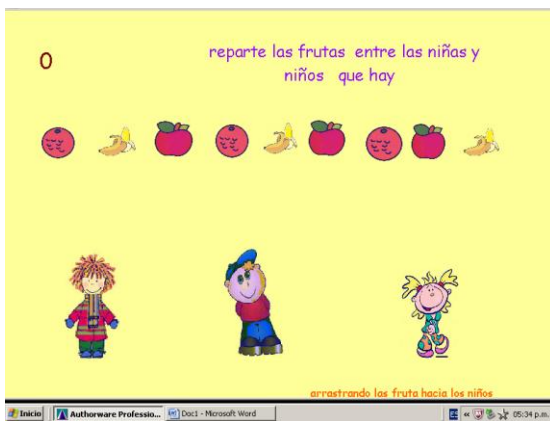 0
reparte las frutas entre las niñas y
niños que hay
arrastrando las fruta hacia los niños
Inicio
Authorware Professio...
Doc1 - Microsoft Word
05:34 p.m.